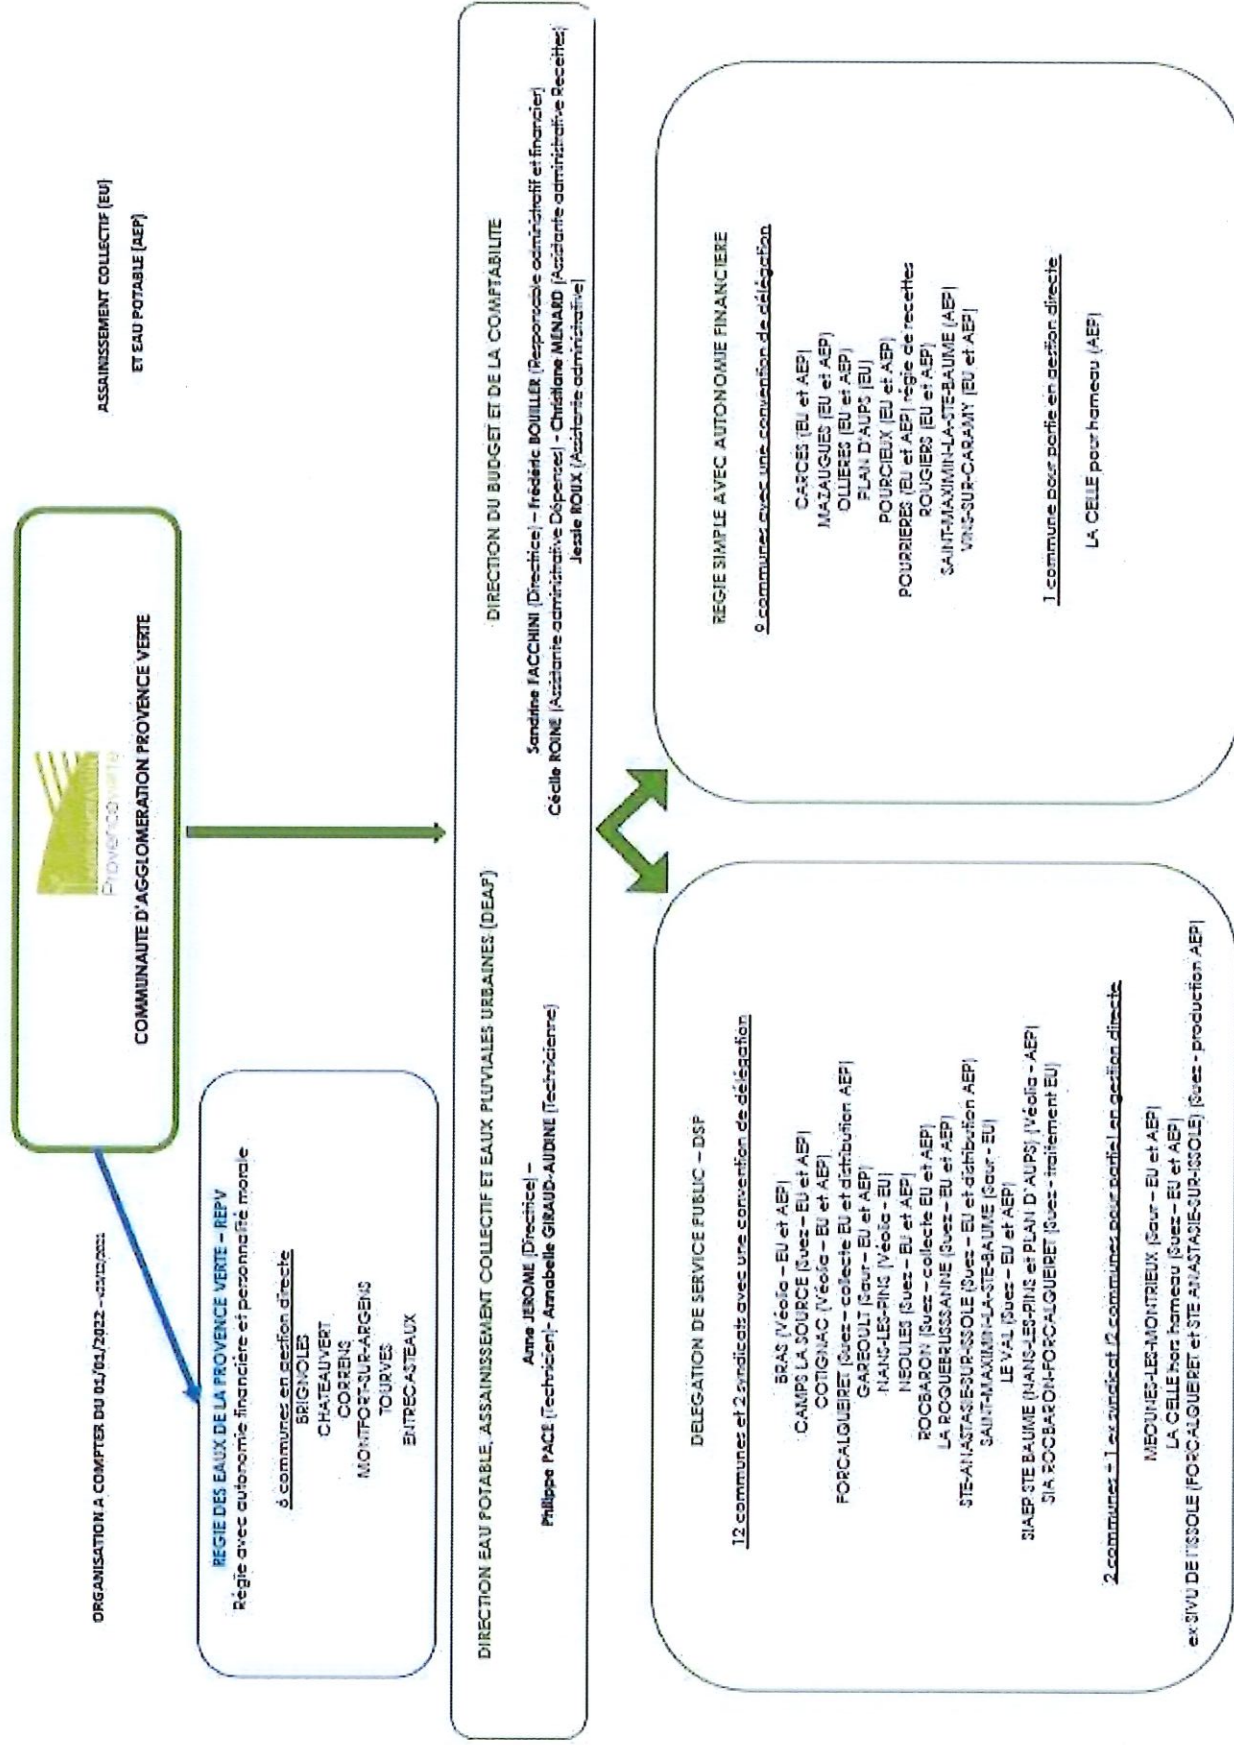 ORGANISATION A COMPTER DU 01/01/2022 –
ASSAINISSEMENT COLLECTIF (EU)
ET EAU POTABLE (AEP)
Provence verte
COMMUNAUTE D'AGGLOMERATION PROVENCE VERTE
REGIE DES EAUX DE LA PROVENCE VERTE – REPV
Régie avec autonomie financière et personnalité morale
6 communes en gestion directe
BRIGNOLES
CHATEAUVERT
CORRENS
MONTFORT-SUR-ARGENS
TOURVES
ENTRECASTEAUX
DIRECTION EAU POTABLE, ASSAINISSEMENT COLLECTIF ET EAUX PLUVIALES URBAINES (DEAP)
Anne JEROME (Directrice) –
Philippe PACE (Technicien)- Annabelle GIRAUD-AUDINE (Technicienne)
DIRECTION DU BUDGET ET DE LA COMPTABILITE
Sandrine FACCHINI (Directrice) – Frédéric BOUILLER (Responsable administratif et financier)
Cécile ROINE (Assistante administrative Dépenses) - Christiane MENARD (Assistante administrative Recettes)
Jessie ROUX (Assistante administrative)
DELEGATION DE SERVICE PUBLIC – DSP
12 communes et 2 syndicats avec une convention de délégation
BRAS (Véolia – EU et AEP)
CAMPS LA SOURCE (Suez – EU et AEP)
COTIGNAC (Véolia – EU et AEP)
FORCALQUEIRET (Suez – collecte EU et distribution AEP)
GAREOULT (Saur – EU et AEP)
NANS-LES-PINS (Véolia - EU)
NEOULES (Suez – EU et AEP)
ROCBARON (Suez – collecte EU et AEP)
LA ROQUEBRUSSANNE (Suez – EU et AEP)
STE-ANASTASIE-SUR-ISSOLE (Suez – EU et distribution AEP)
SAINT-MAXIMIN-LA-STE-BAUME (Saur - EU)
LE VAL (Suez – EU et AEP)
SIAEP STE BAUME (NANS-LES-PINS et PLAN D'AUPS) (Véolia - AEP)
SIA ROCBARON-FORCALQUEIRET (Suez - traitement EU)
2 communes + 1 ex syndicat (2 communes pour partie) en gestion directe
MEOUNES-LES-MONTRIEUX (Saur – EU et AEP)
LA CELLE hors hameau (Suez – EU et AEP)
ex SIVU DE l'ISSOLE (FORCALQUEIRET et STE ANASTASIE-SUR-ISSOLE) (Suez - production AEP)
REGIE SIMPLE AVEC AUTONOMIE FINANCIERE
9 communes avec une convention de délégation
CARCES (EU et AEP)
MAZAUGUES (EU et AEP)
OLLIERES (EU et AEP)
PLAN D'AUPS (EU)
POURCIEUX (EU et AEP)
POURRIERES (EU et AEP) régie de recettes
ROUGIERS (EU et AEP)
SAINT-MAXIMIN-LA-STE-BAUME (AEP)
VINS-SUR-CARAMY (EU et AEP)
1 commune pour partie en gestion directe
LA CELLE pour hameau (AEP)